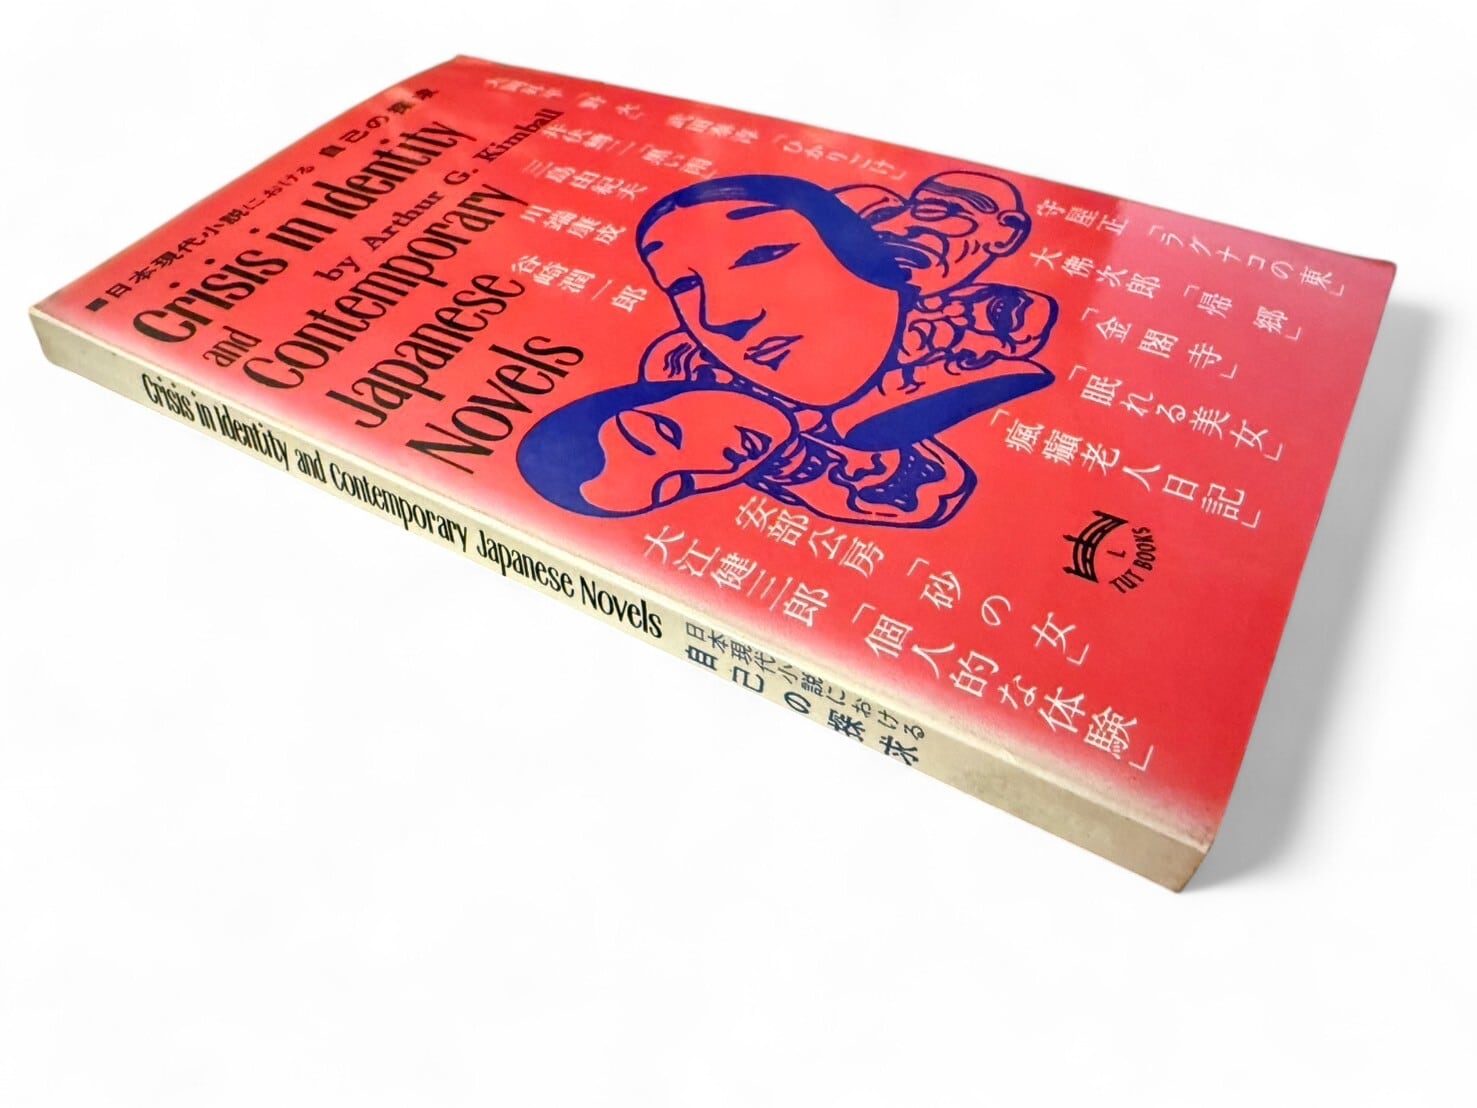 ■日本現代小説における 自己の探求
Crisis in Identity
by Arthur G. Kimball
and
Contemporary
Japanese
Novels
大岡昇平「野火」
武田泰淳「ひかりごけ」
井伏鱒二「黒い雨」
三島由紀夫
川端康成
谷崎潤一郎
守屋正「ラグナコの東」
大佛次郎「帰郷」
「金閣寺」
「眠れる美女」
「瘋癲老人日記」
安部公房「砂の女」
大江健三郎「個人的な体験」
L
TUT BOOKS
Crisis in Identity and Contemporary Japanese Novels
日本現代小説における
自己の探求